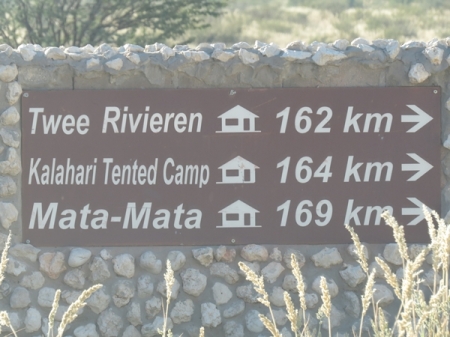 Twee Rivieren 162 km
Kalahari Tented Camp 164 km
Mata-Mata 169 km